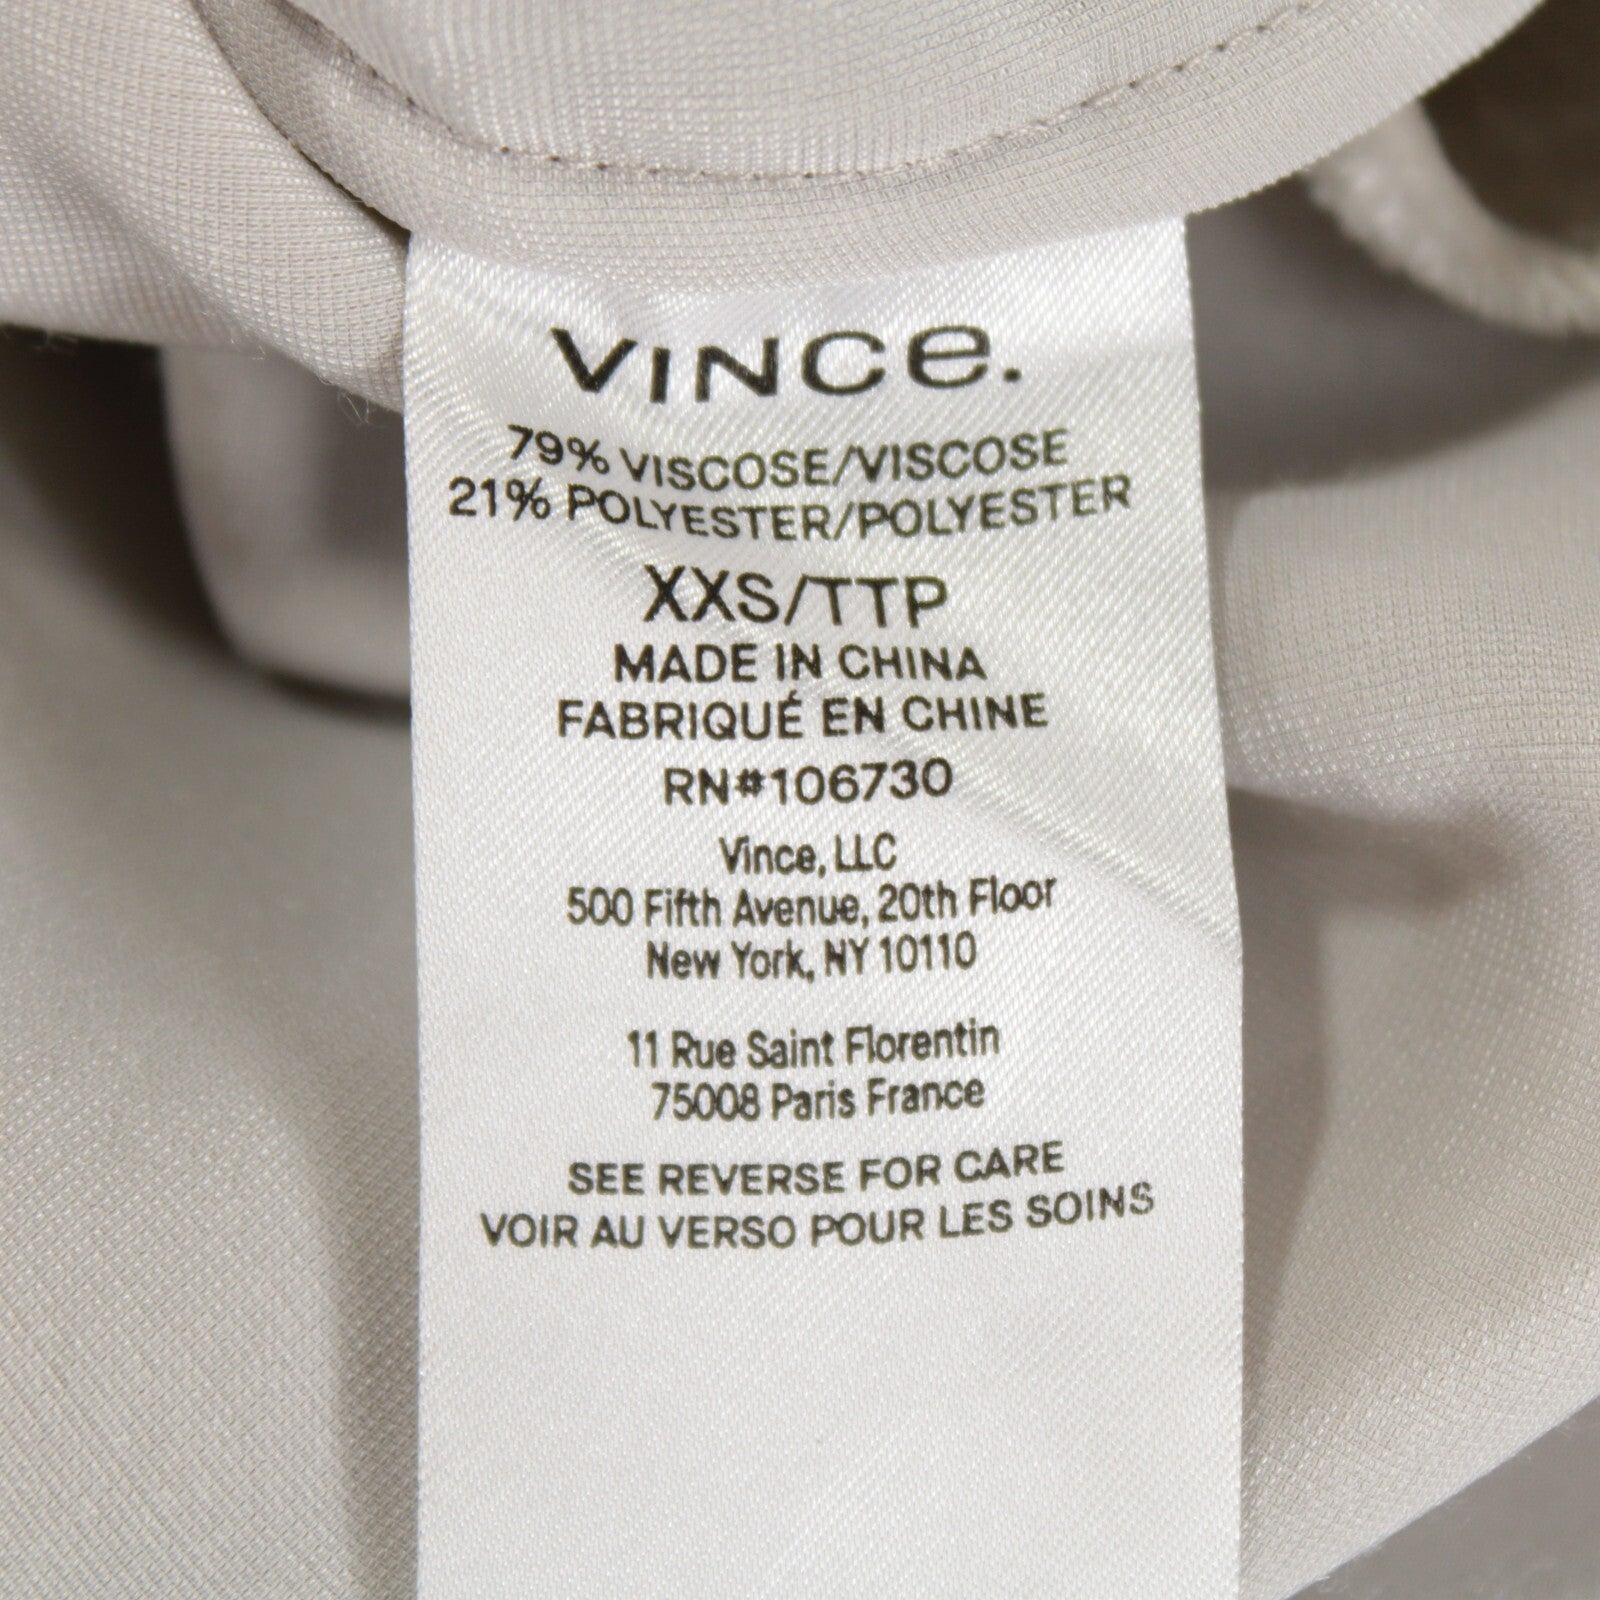 VINCe.
79% VISCOSE/VISCOSE
21% POLYESTER/POLYESTER
XXS/TTP
MADE IN CHINA
FABRIQUÉ EN CHINE
RN#106730
Vince, LLC
500 Fifth Avenue, 20th Floor
New York, NY 10110
11 Rue Saint Florentin
75008 Paris France
SEE REVERSE FOR CARE
VOIR AU VERSO POUR LES SOINS